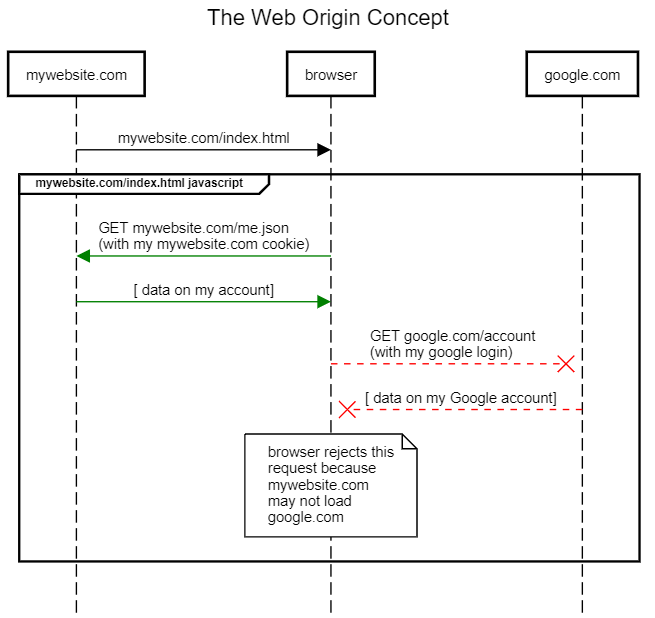 The Web Origin Concept
mywebsite.com
browser
google.com
mywebsite.com/index.html
mywebsite.com/index.html javascript
GET mywebsite.com/me.json
(with my mywebsite.com cookie)
[ data on my account]
GET google.com/account
(with my google login)
[ data on my Google account]
browser rejects this
request because
mywebsite.com
may not load
google.com